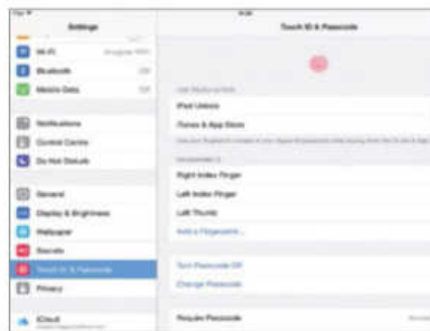 Settings
Touch ID & Passcode
Wi-Fi
Bluetooth
Off
Mobile Data
Off
Notifications
Control Centre
Do Not Disturb
General
Display & Brightness
Wallpaper
Sounds
Touch ID & Passcode
Privacy
iCloud
iPad Unlock
iTunes & App Store
Right Index Finger
Left Index Finger
Left Thumb
Add a Fingerprint...
Turn Passcode Off
Change Passcode
Require Passcode